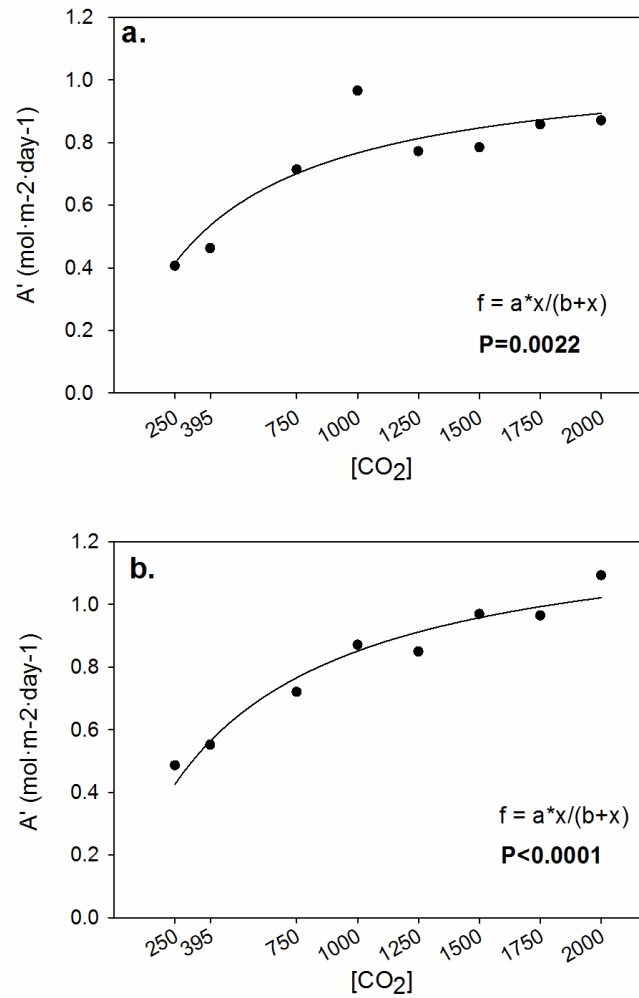 a.
1.2
1.0
0.8
0.6
0.4
0.2
0.0
A' (mol·m-2·day-1)
f = a*x/(b+x)
P=0.0022
250 395 750 1000 1250 1500 1750 2000
[CO2]
b.
1.2
1.0
0.8
0.6
0.4
0.2
0.0
A' (mol·m-2·day-1)
f = a*x/(b+x)
P<0.0001
250 395 750 1000 1250 1500 1750 2000
[CO2]